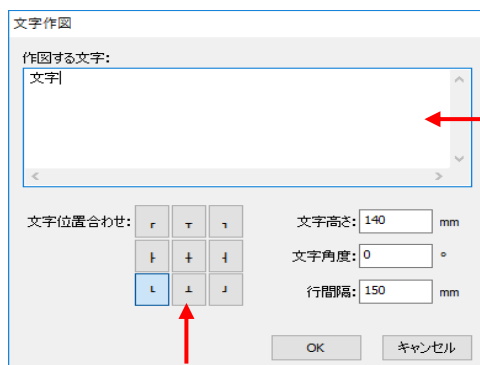 文字作図
作図する文字:
文字
文字位置合わせ:
文字高さ: 140 mm
文字角度: 0 °
行間隔: 150 mm
OK キャンセル